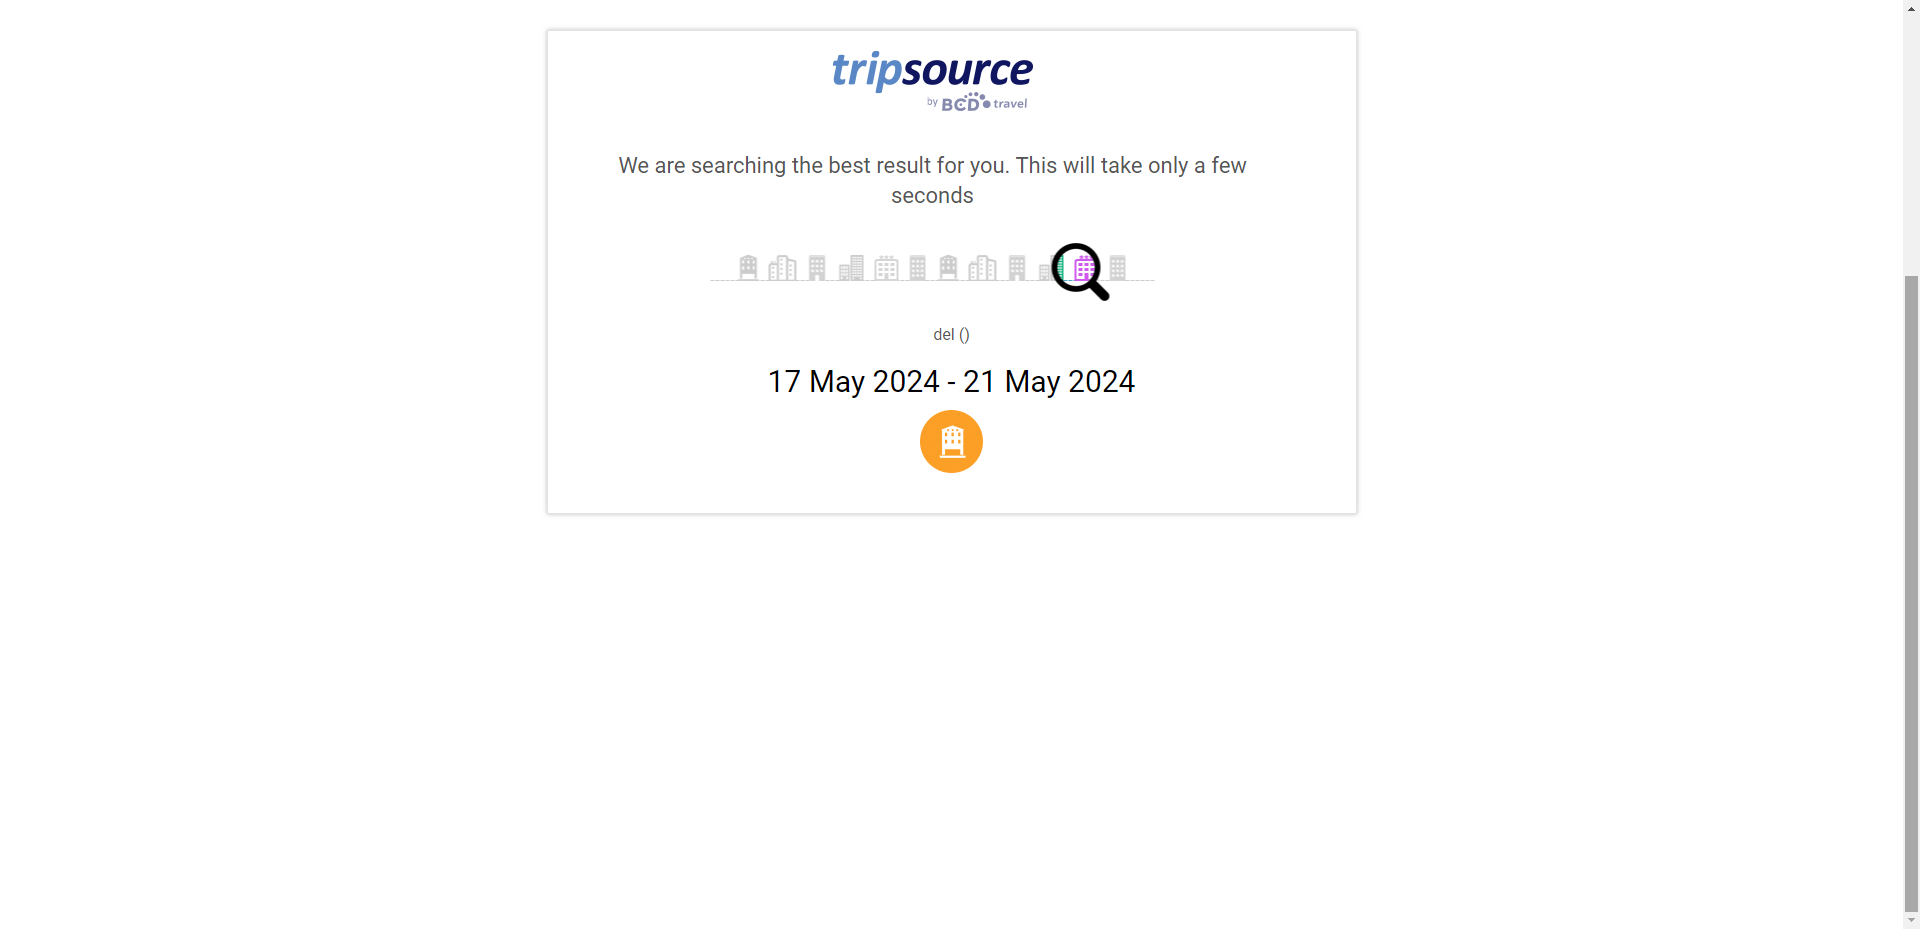 tripsource
by BCD travel
We are searching the best result for you. This will take only a few
seconds
del ()
17 May 2024 - 21 May 2024